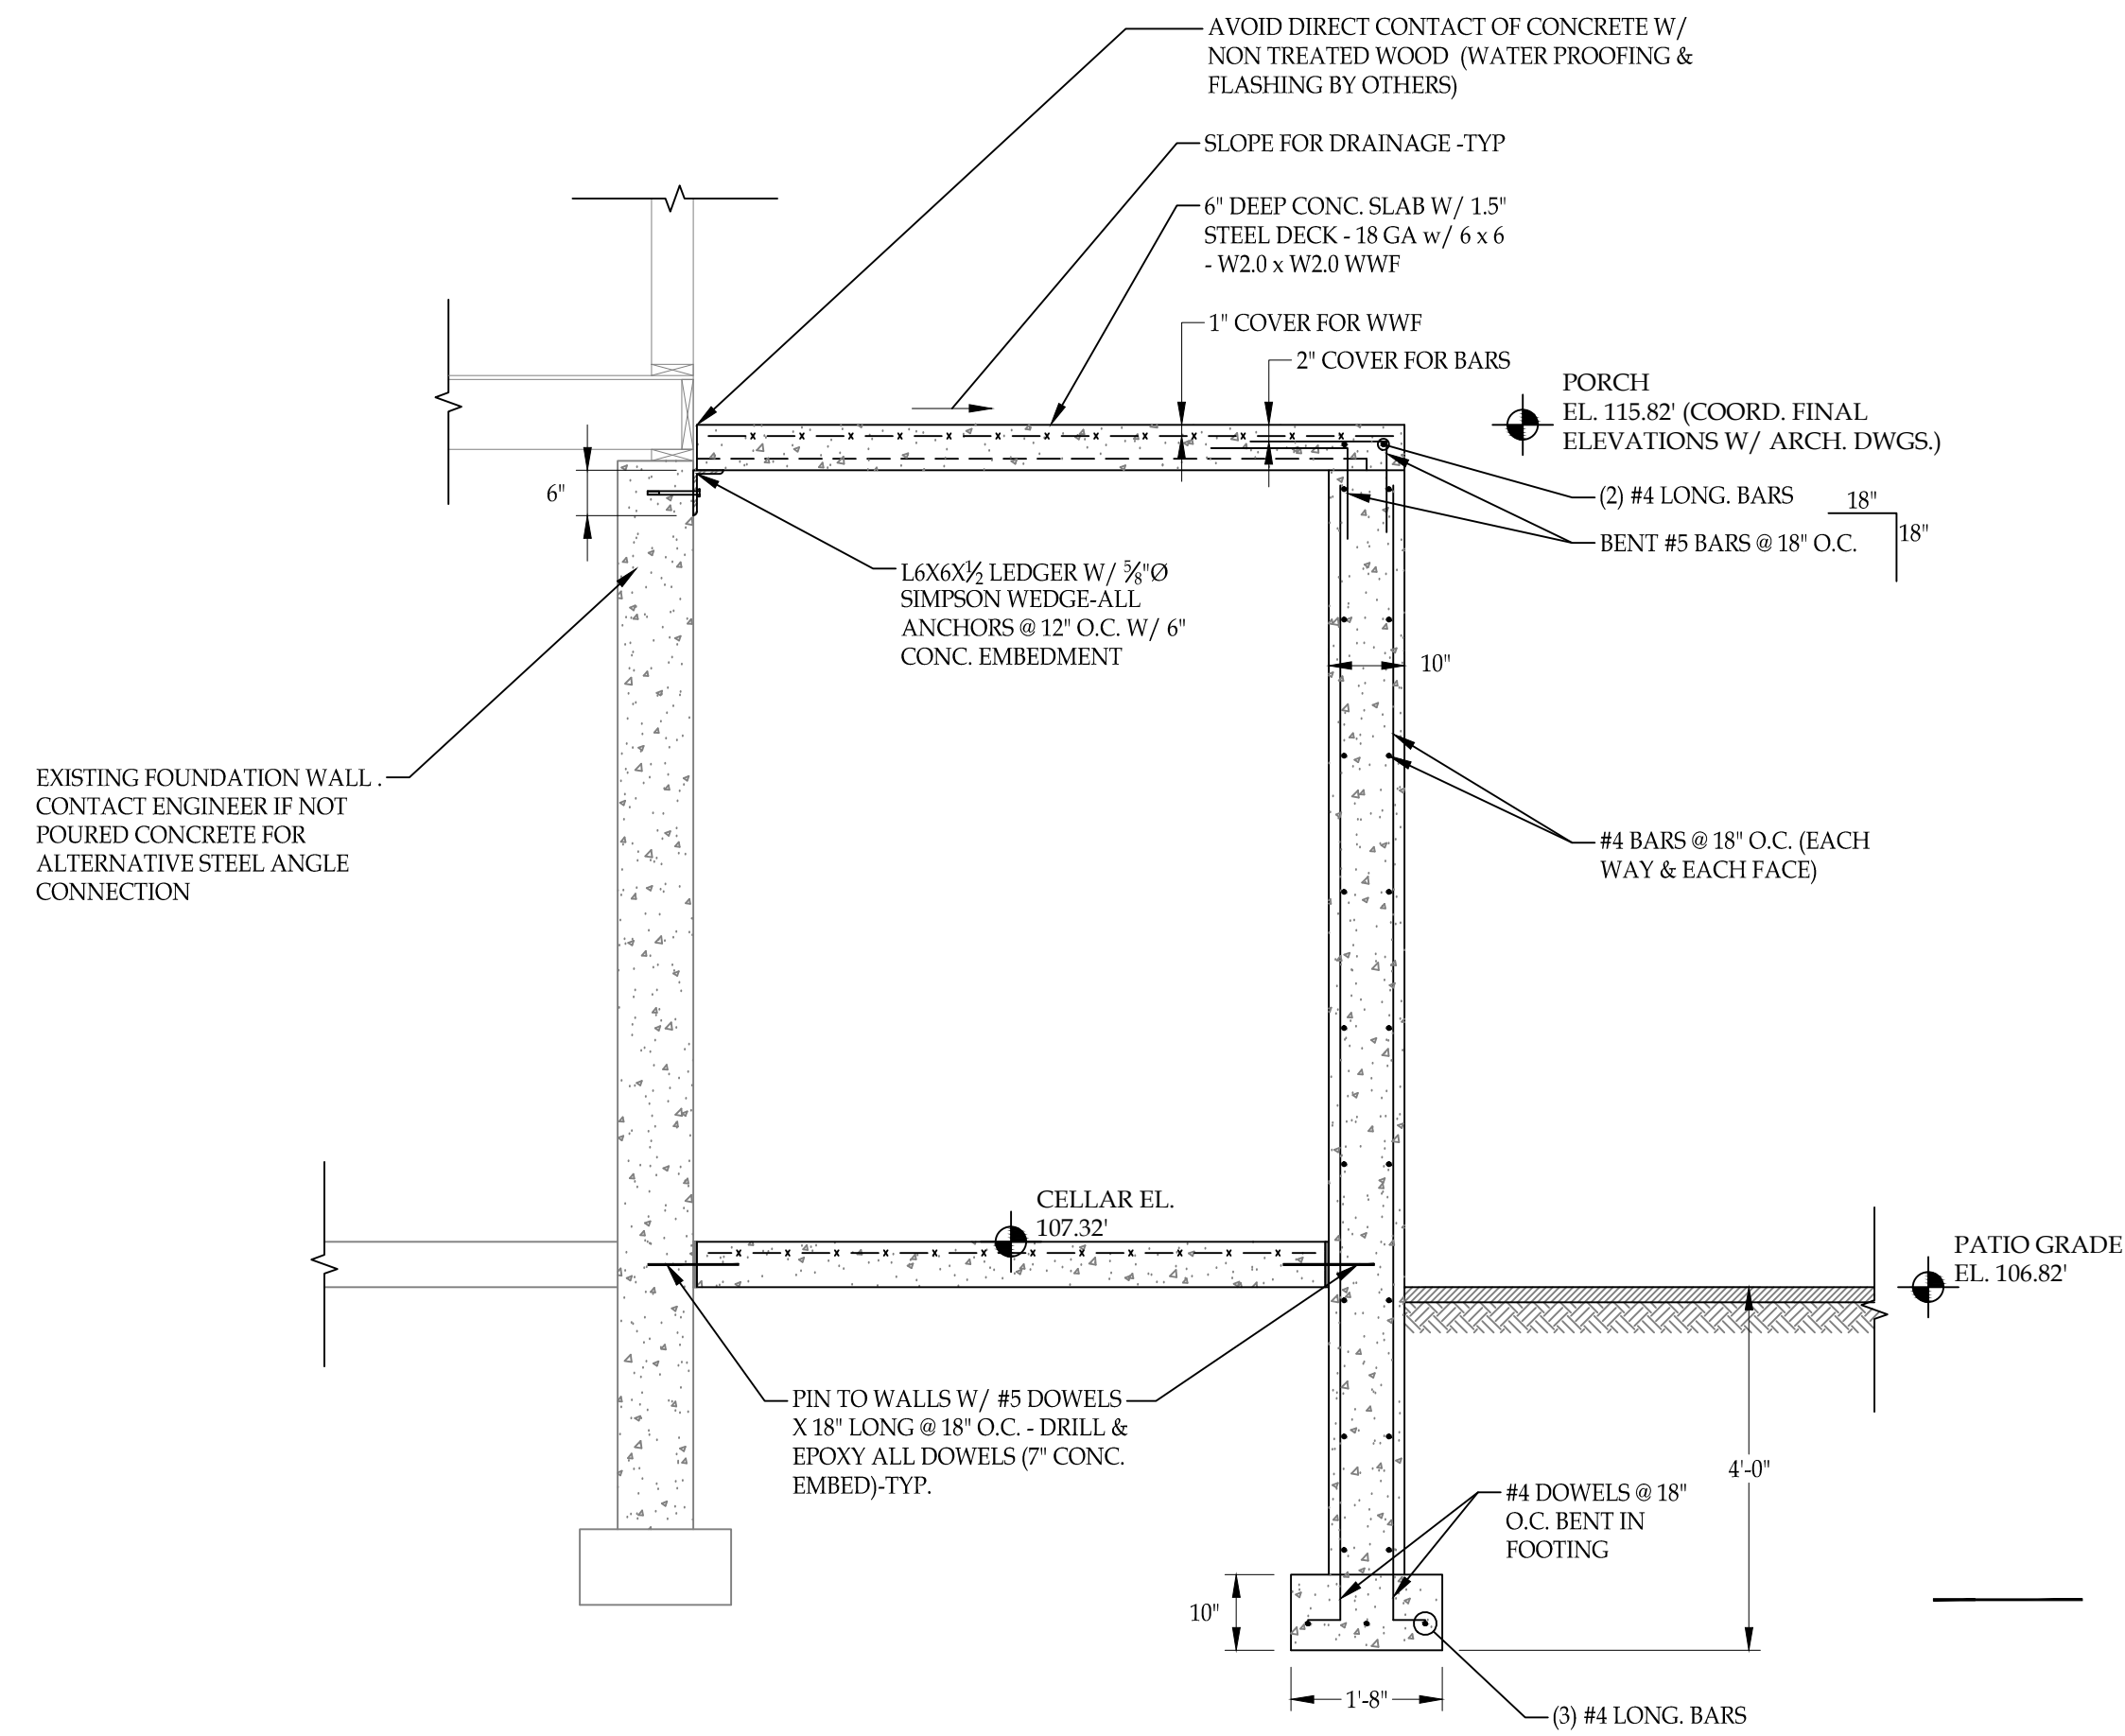 AVOID DIRECT CONTACT OF CONCRETE W/
NON TREATED WOOD (WATER PROOFING &
FLASHING BY OTHERS)
SLOPE FOR DRAINAGE -TYP
6" DEEP CONC. SLAB W/ 1.5"
STEEL DECK - 18 GA w/ 6 x 6
- W2.0 x W2.0 WWF
1" COVER FOR WWF
2" COVER FOR BARS
PORCH
EL. 115.82' (COORD. FINAL
ELEVATIONS W/ ARCH. DWGS.)
6"
(2) #4 LONG. BARS
18"
BENT #5 BARS @ 18" O.C.
18"
L6X6X½ LEDGER W/ ⅝"Ø
SIMPSON WEDGE-ALL
ANCHORS @ 12" O.C. W/ 6"
CONC. EMBEDMENT
10"
EXISTING FOUNDATION WALL .
CONTACT ENGINEER IF NOT
POURED CONCRETE FOR
ALTERNATIVE STEEL ANGLE
CONNECTION
#4 BARS @ 18" O.C. (EACH
WAY & EACH FACE)
CELLAR EL.
107.32'
PATIO GRADE
EL. 106.82'
PIN TO WALLS W/ #5 DOWELS
X 18" LONG @ 18" O.C. - DRILL &
EPOXY ALL DOWELS (7" CONC.
EMBED)-TYP.
4'-0"
#4 DOWELS @ 18"
O.C. BENT IN
FOOTING
10"
1'-8"
(3) #4 LONG. BARS